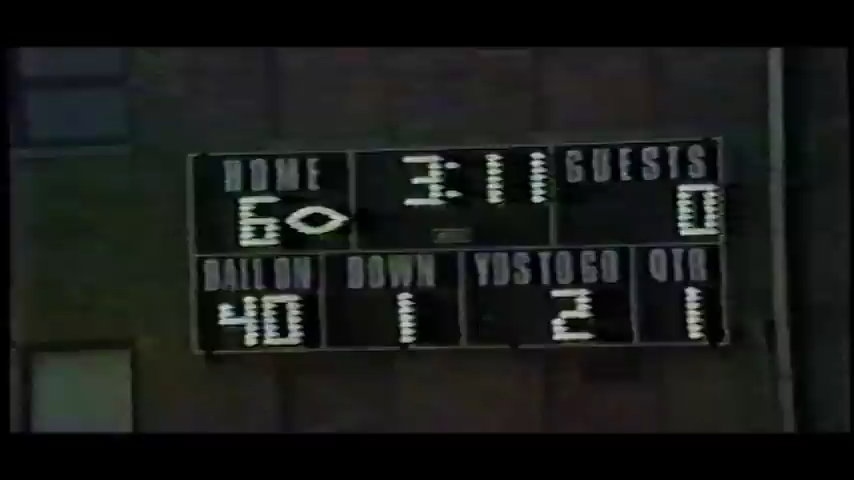 HOME 3:11 GUESTS
6 0
BALL ON DOWN YDS TO GO QTR
40 1 2 1